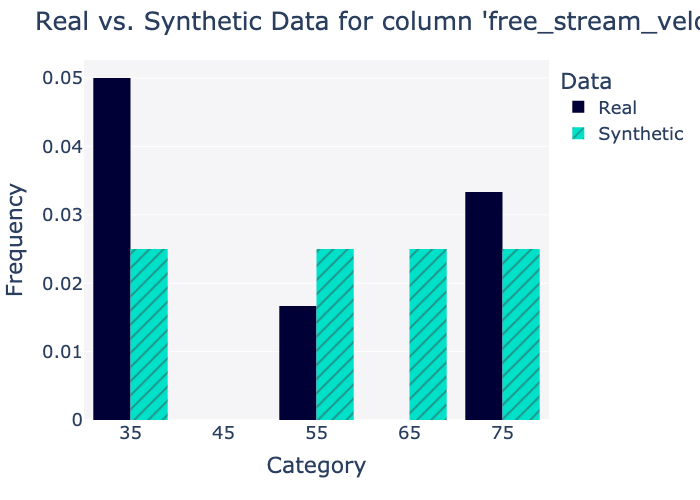 Real vs. Synthetic Data for column 'free_stream_velo
Data
Real
Synthetic
0.05
0.04
0.03
0.02
0.01
0
Frequency
35 45 55 65 75
Category